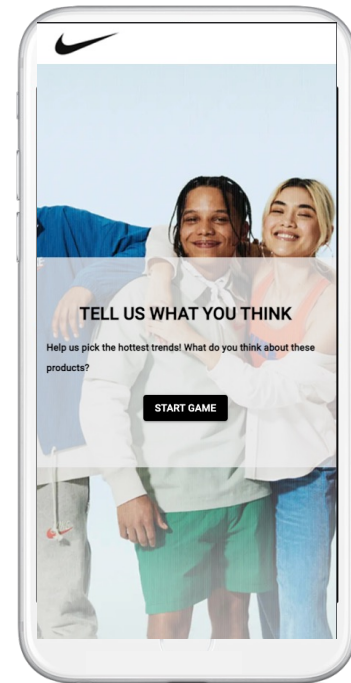 TELL US WHAT YOU THINK
Help us pick the hottest trends! What do you think about these
products?
START GAME